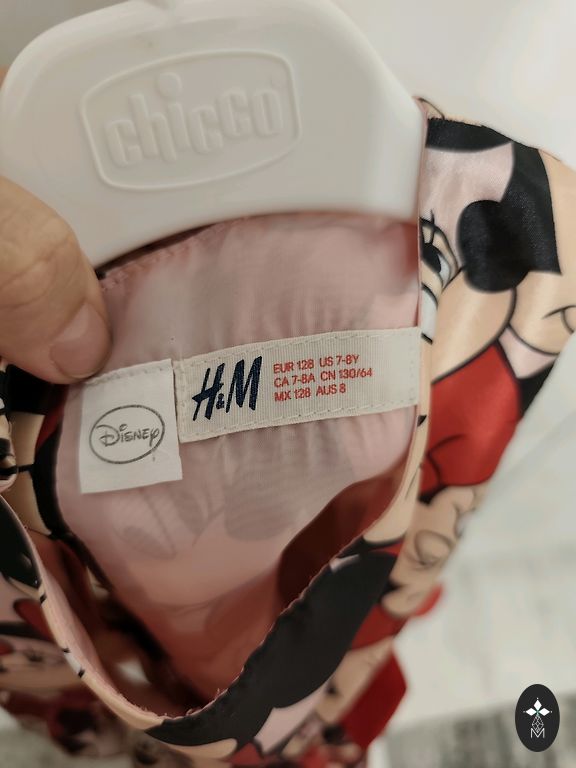 chicco
H&M
EUR 128 US 7-8Y
CA 7-8A CN 130/64
MX 128 AUS 8
DISNEY